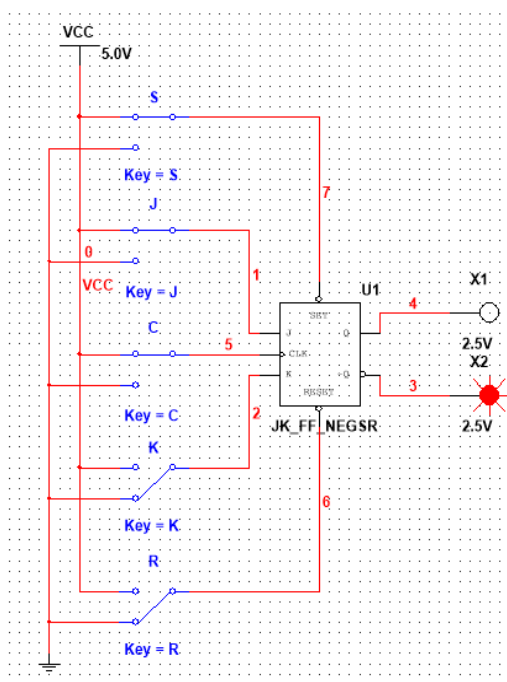 VCC
5.0V
S
Key = S
7
J
0
VCC
Key = J
1
U1
X1
4
SET
J
Q
2.5V
C
5
CLK
X2
K
~Q
3
RESET
Key = C
2
JK_FF_NEGSR
2.5V
K
6
Key = K
R
Key = R